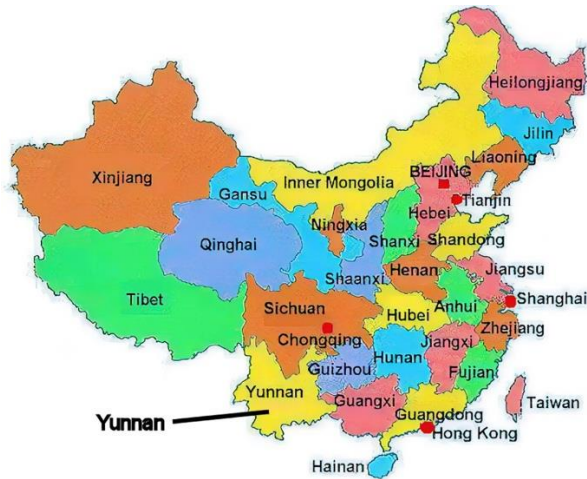 Heilongjiang
Jilin
Liaoning
Xinjiang
Inner Mongolia
BEIJING
Gansu
Tianjin
Ningxia
Hebei
Qinghai
Shanxi
Shandong
Shaanxi
Henan
Jiangsu
Tibet
Sichuan
Anhui
Shanghai
Hubei
Chongqing
Zhejiang
Hunan
Jiangxi
Guizhou
Fujian
Yunnan
Guangxi
Taiwan
Guangdong
Yunnan
Hong Kong
Hainan